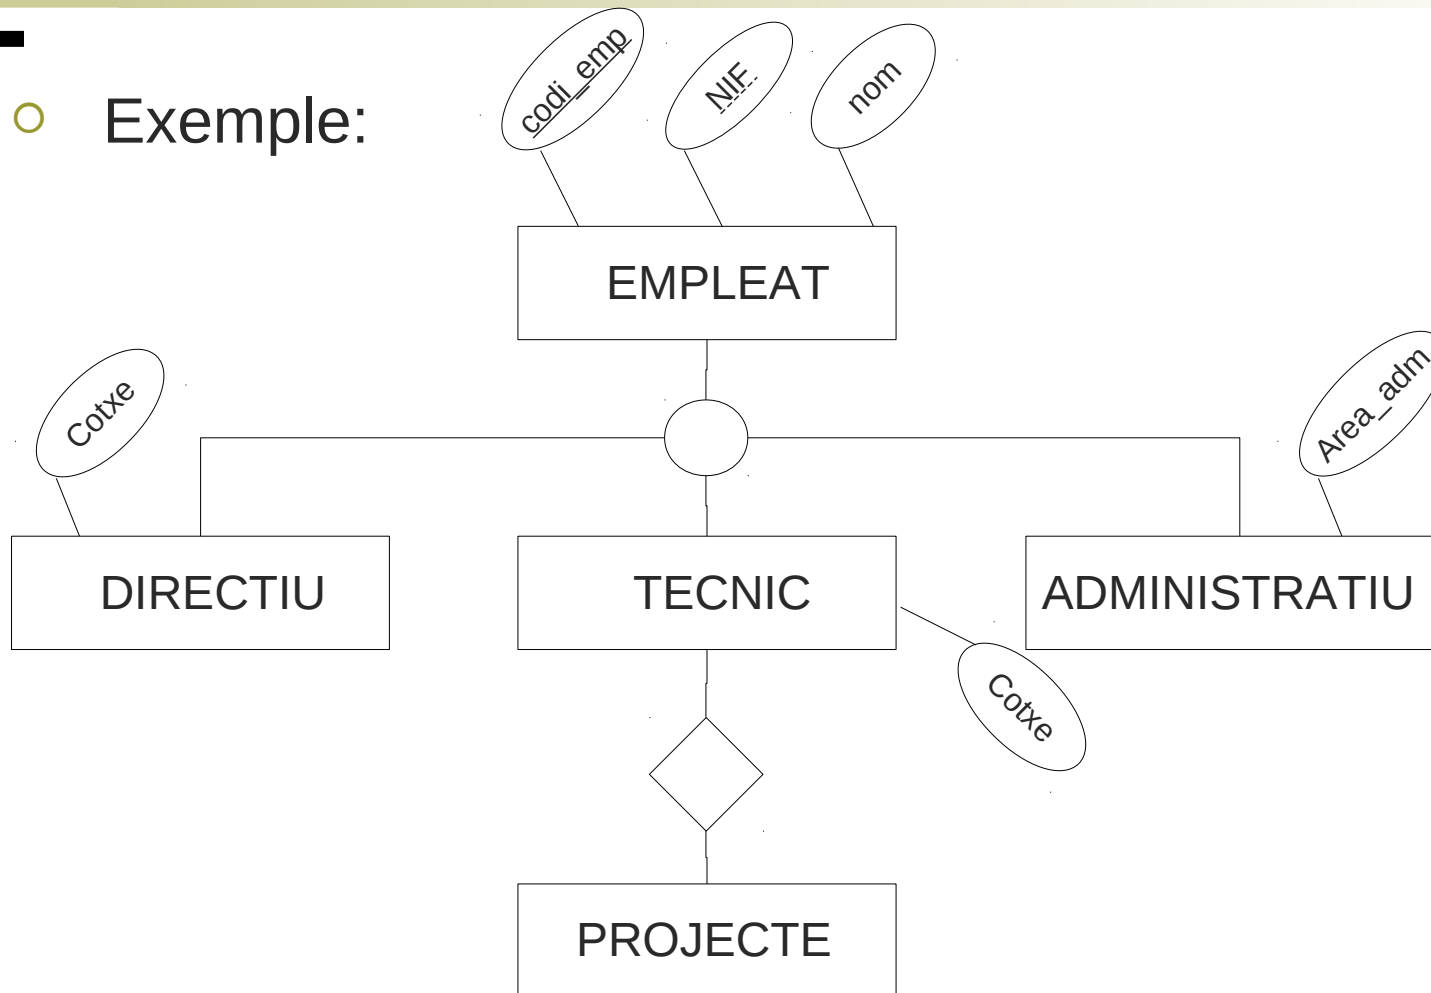 Exemple:
codi_emp
NIF
nom
EMPLEAT
Cotxe
Area_adm
DIRECTIU
TECNIC
ADMINISTRATIU
Cotxe
PROJECTE